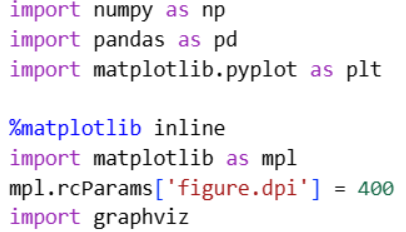 import numpy as np
import pandas as pd
import matplotlib.pyplot as plt
%matplotlib inline
import matplotlib as mpl
mpl.rcParams['figure.dpi'] = 400
import graphviz